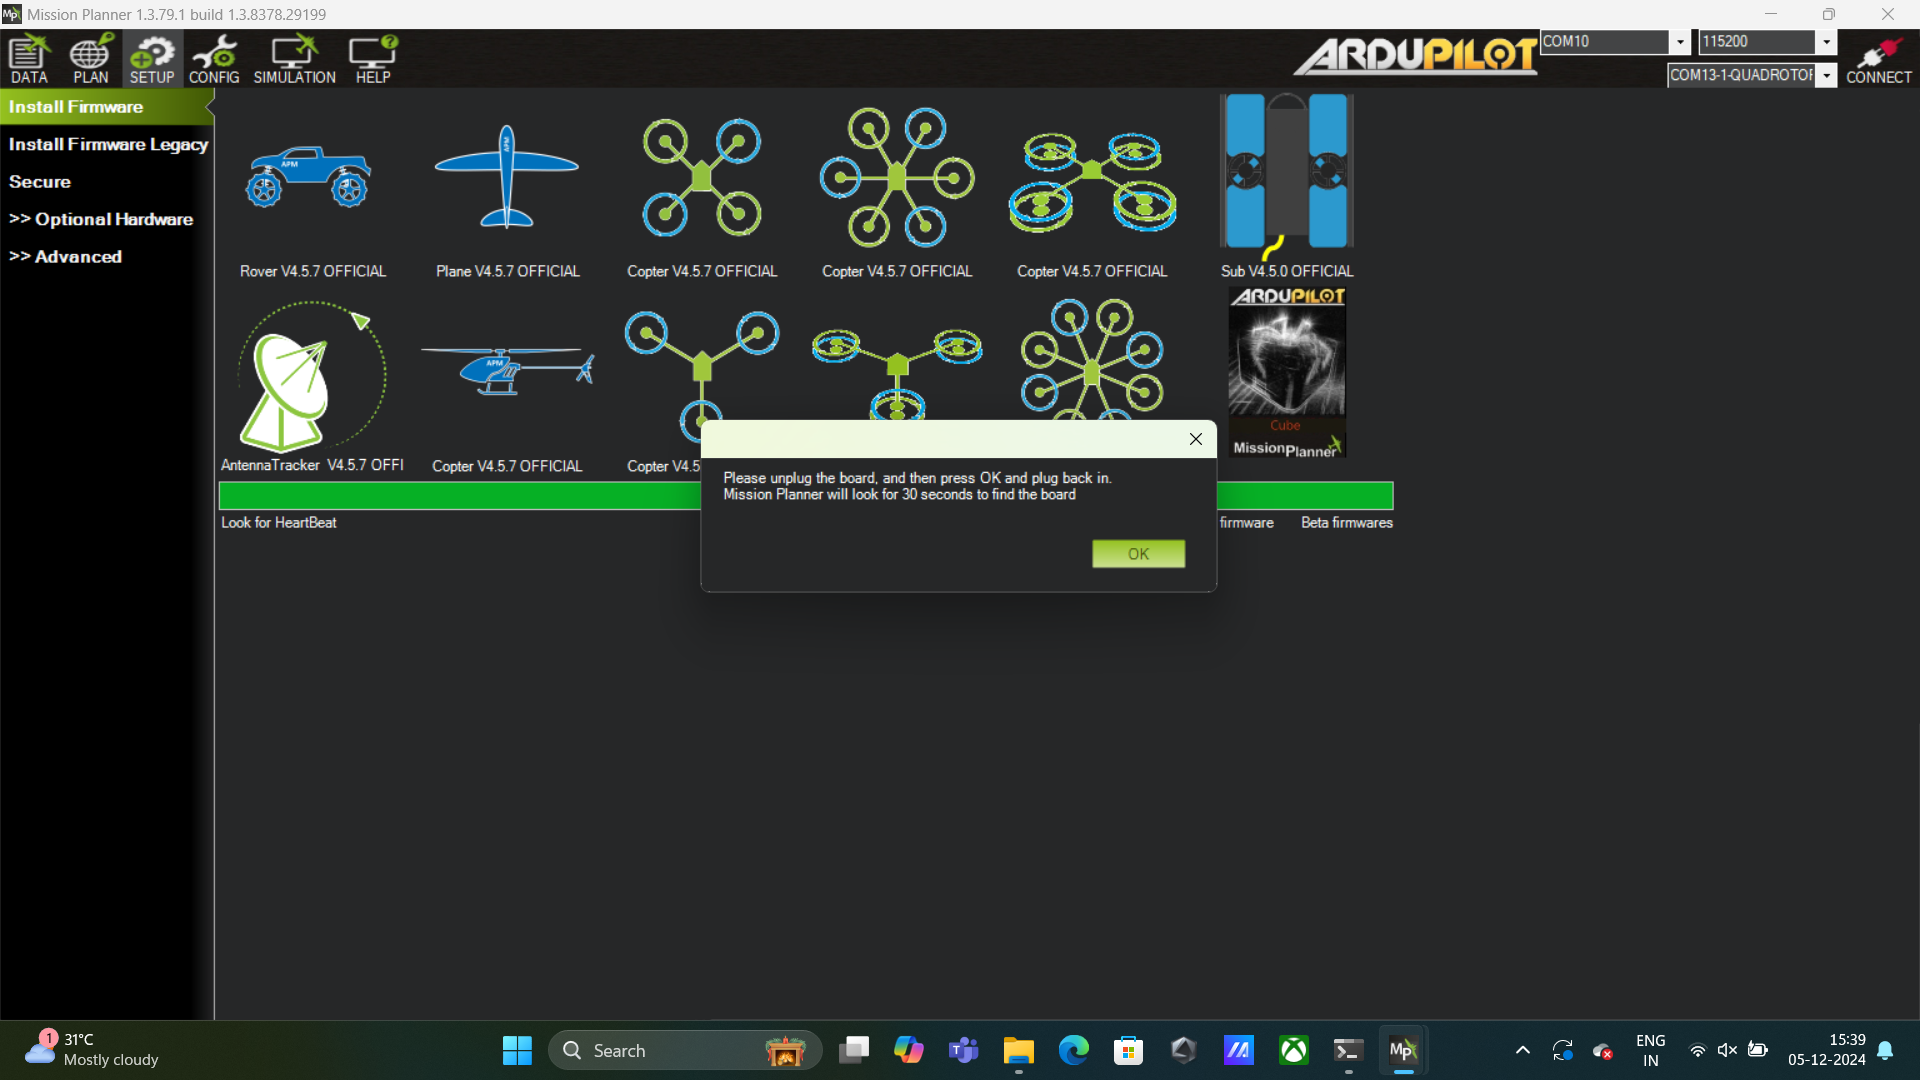 Mission Planner 1.3.79.1 build 1.3.8378.29199
DATA
PLAN
SETUP
CONFIG
SIMULATION
HELP
ARDUPILOT
COM10
115200
COM13-1-QUADROTOR
CONNECT
Install Firmware
Install Firmware Legacy
Secure
>> Optional Hardware
>> Advanced
APM
APM
Rover V4.5.7 OFFICIAL
Plane V4.5.7 OFFICIAL
Copter V4.5.7 OFFICIAL
Copter V4.5.7 OFFICIAL
Copter V4.5.7 OFFICIAL
Sub V4.5.0 OFFICIAL
APM
ARDUPILOT
Cube
MissionPlanner
AntennaTracker V4.5.7 OFFI
Copter V4.5.7 OFFICIAL
Copter V4.5
Please unplug the board, and then press OK and plug back in.
Mission Planner will look for 30 seconds to find the board
OK
Look for HeartBeat
firmware
Beta firmwares
1
31°C
Mostly cloudy
Search
ENG
IN
15:39
05-12-2024